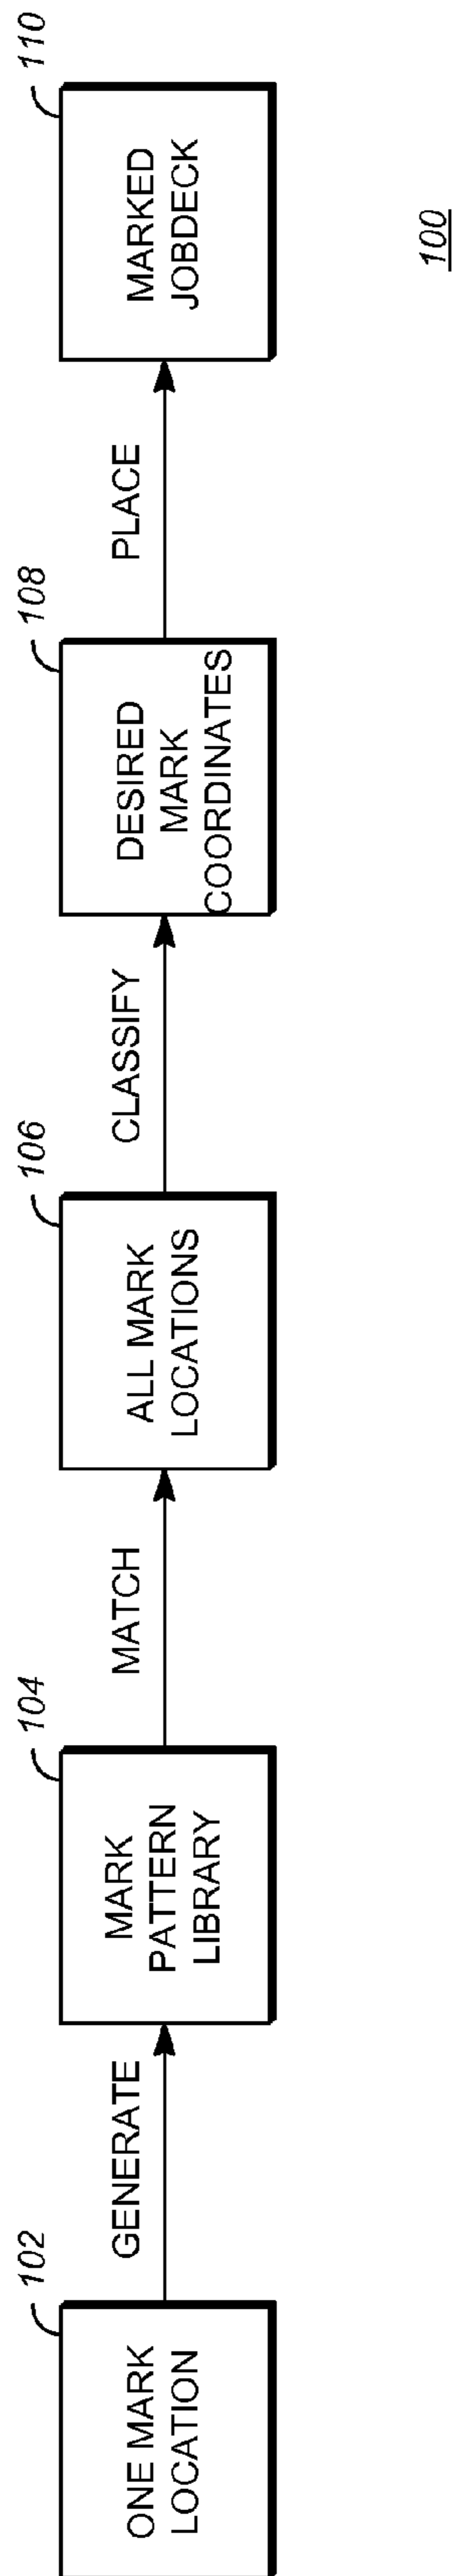 102
ONE MARK
LOCATION
GENERATE
104
MARK
PATTERN
LIBRARY
MATCH
106
ALL MARK
LOCATIONS
CLASSIFY
108
DESIRED
MARK
COORDINATES
PLACE
110
MARKED
JOBDECK
100